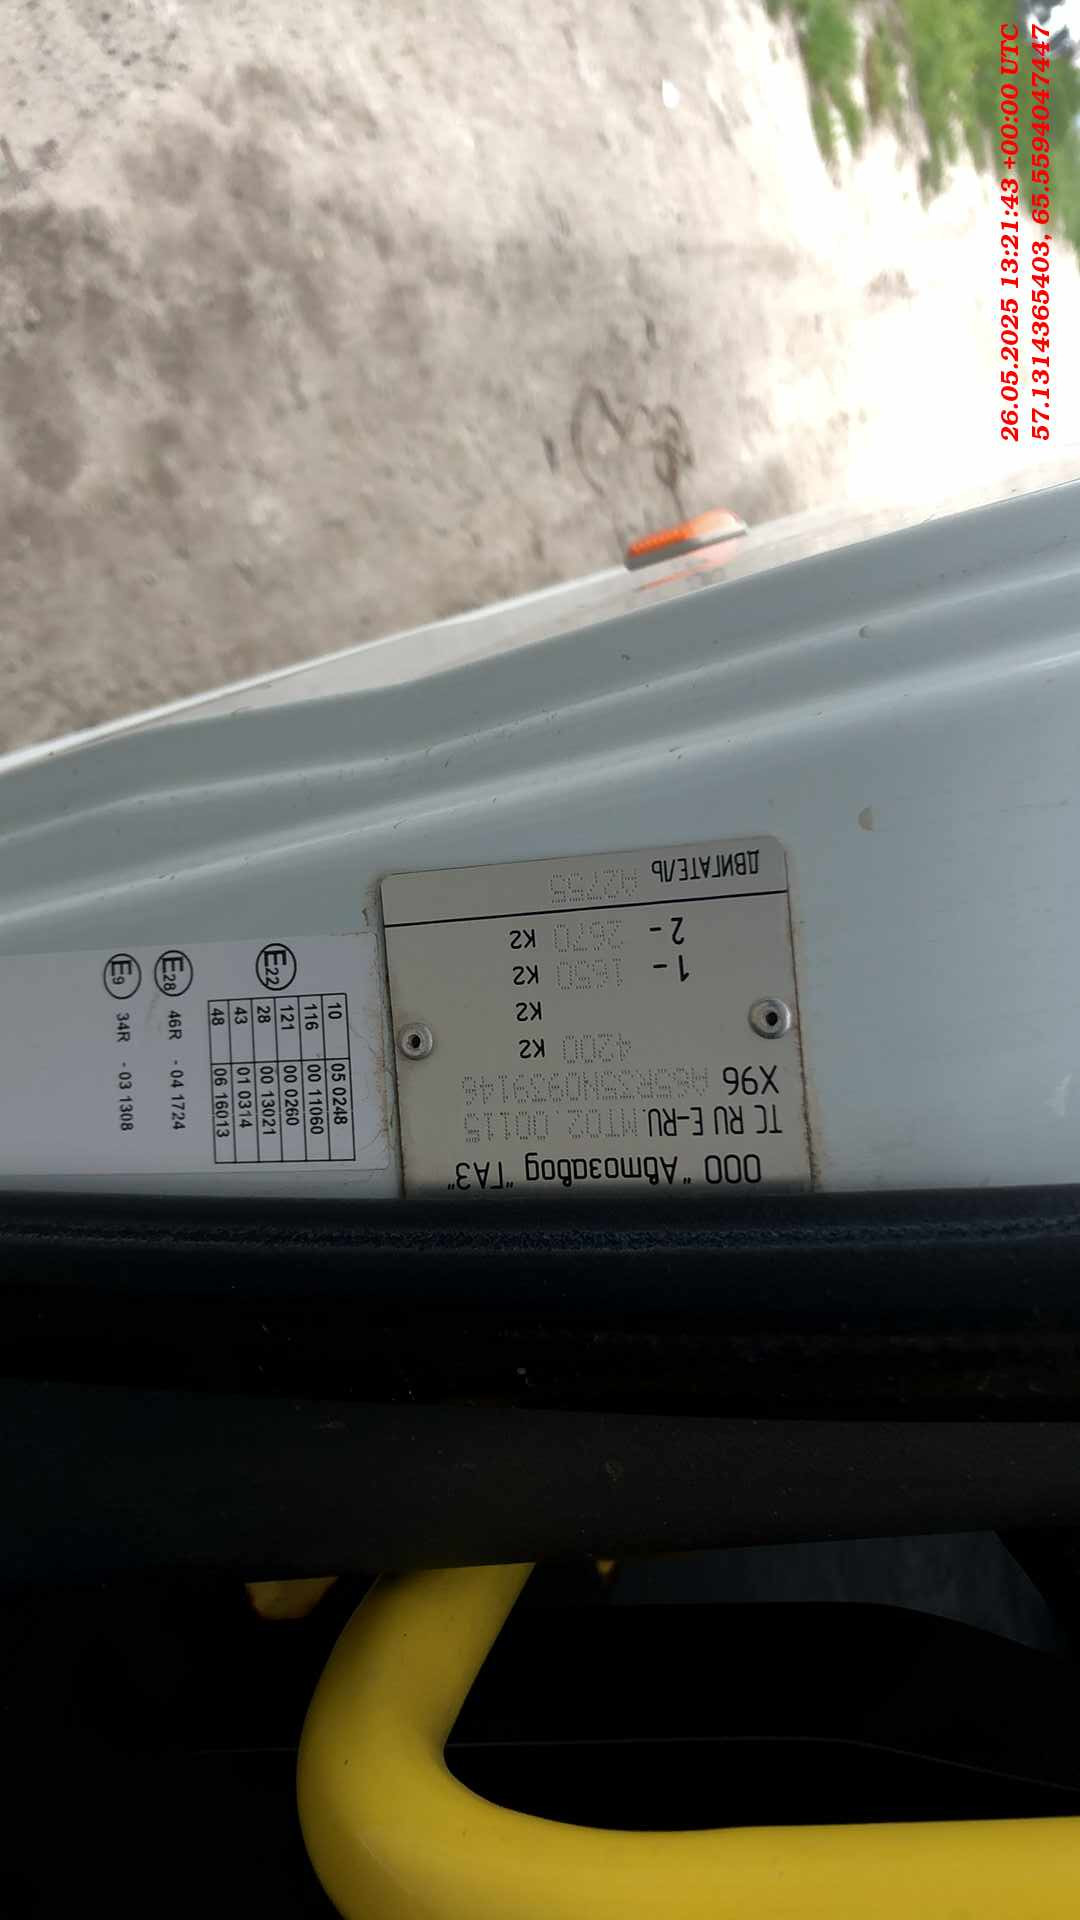 26.05.2025 13:21:43+00:00 UTC
57.1314365403, 65.5594047447
ООО "Автозавод "ГАЗ"
ТС RU E-RU.МТ02.00115
X96 A65R35N0939146
4200 кг
кг
1- 1650 кг
2- 2670 кг
ДВИГАТЕЛЬ A2755
E22
10 05 0248
116 00 11060
121 00 0260
28 00 13021
43 01 0314
48 06 16013
E28 46R - 04 1724
E9 34R - 03 1308